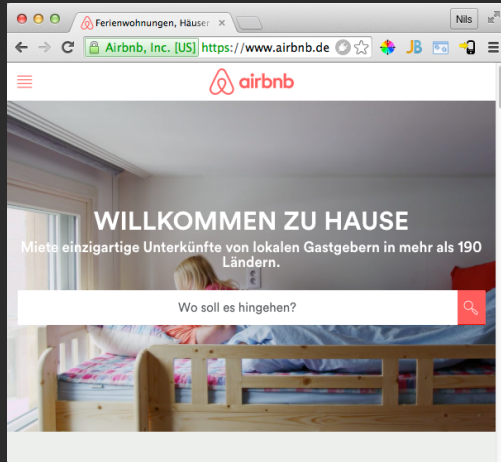 Ferienwohnungen, Häuser
Nils
Airbnb, Inc. [US] https://www.airbnb.de
JB
airbnb
WILLKOMMEN ZU HAUSE
Miete einzigartige Unterkünfte von lokalen Gastgebern in mehr als 190
Ländern.
Wo soll es hingehen?